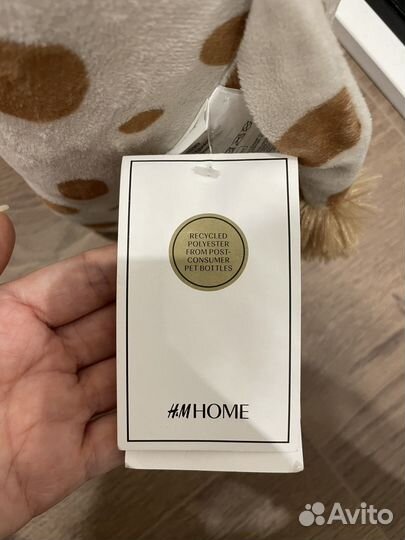 RECYCLED
POLYESTER
FROM POST-
CONSUMER
PET BOTTLES
H&M HOME
Avito